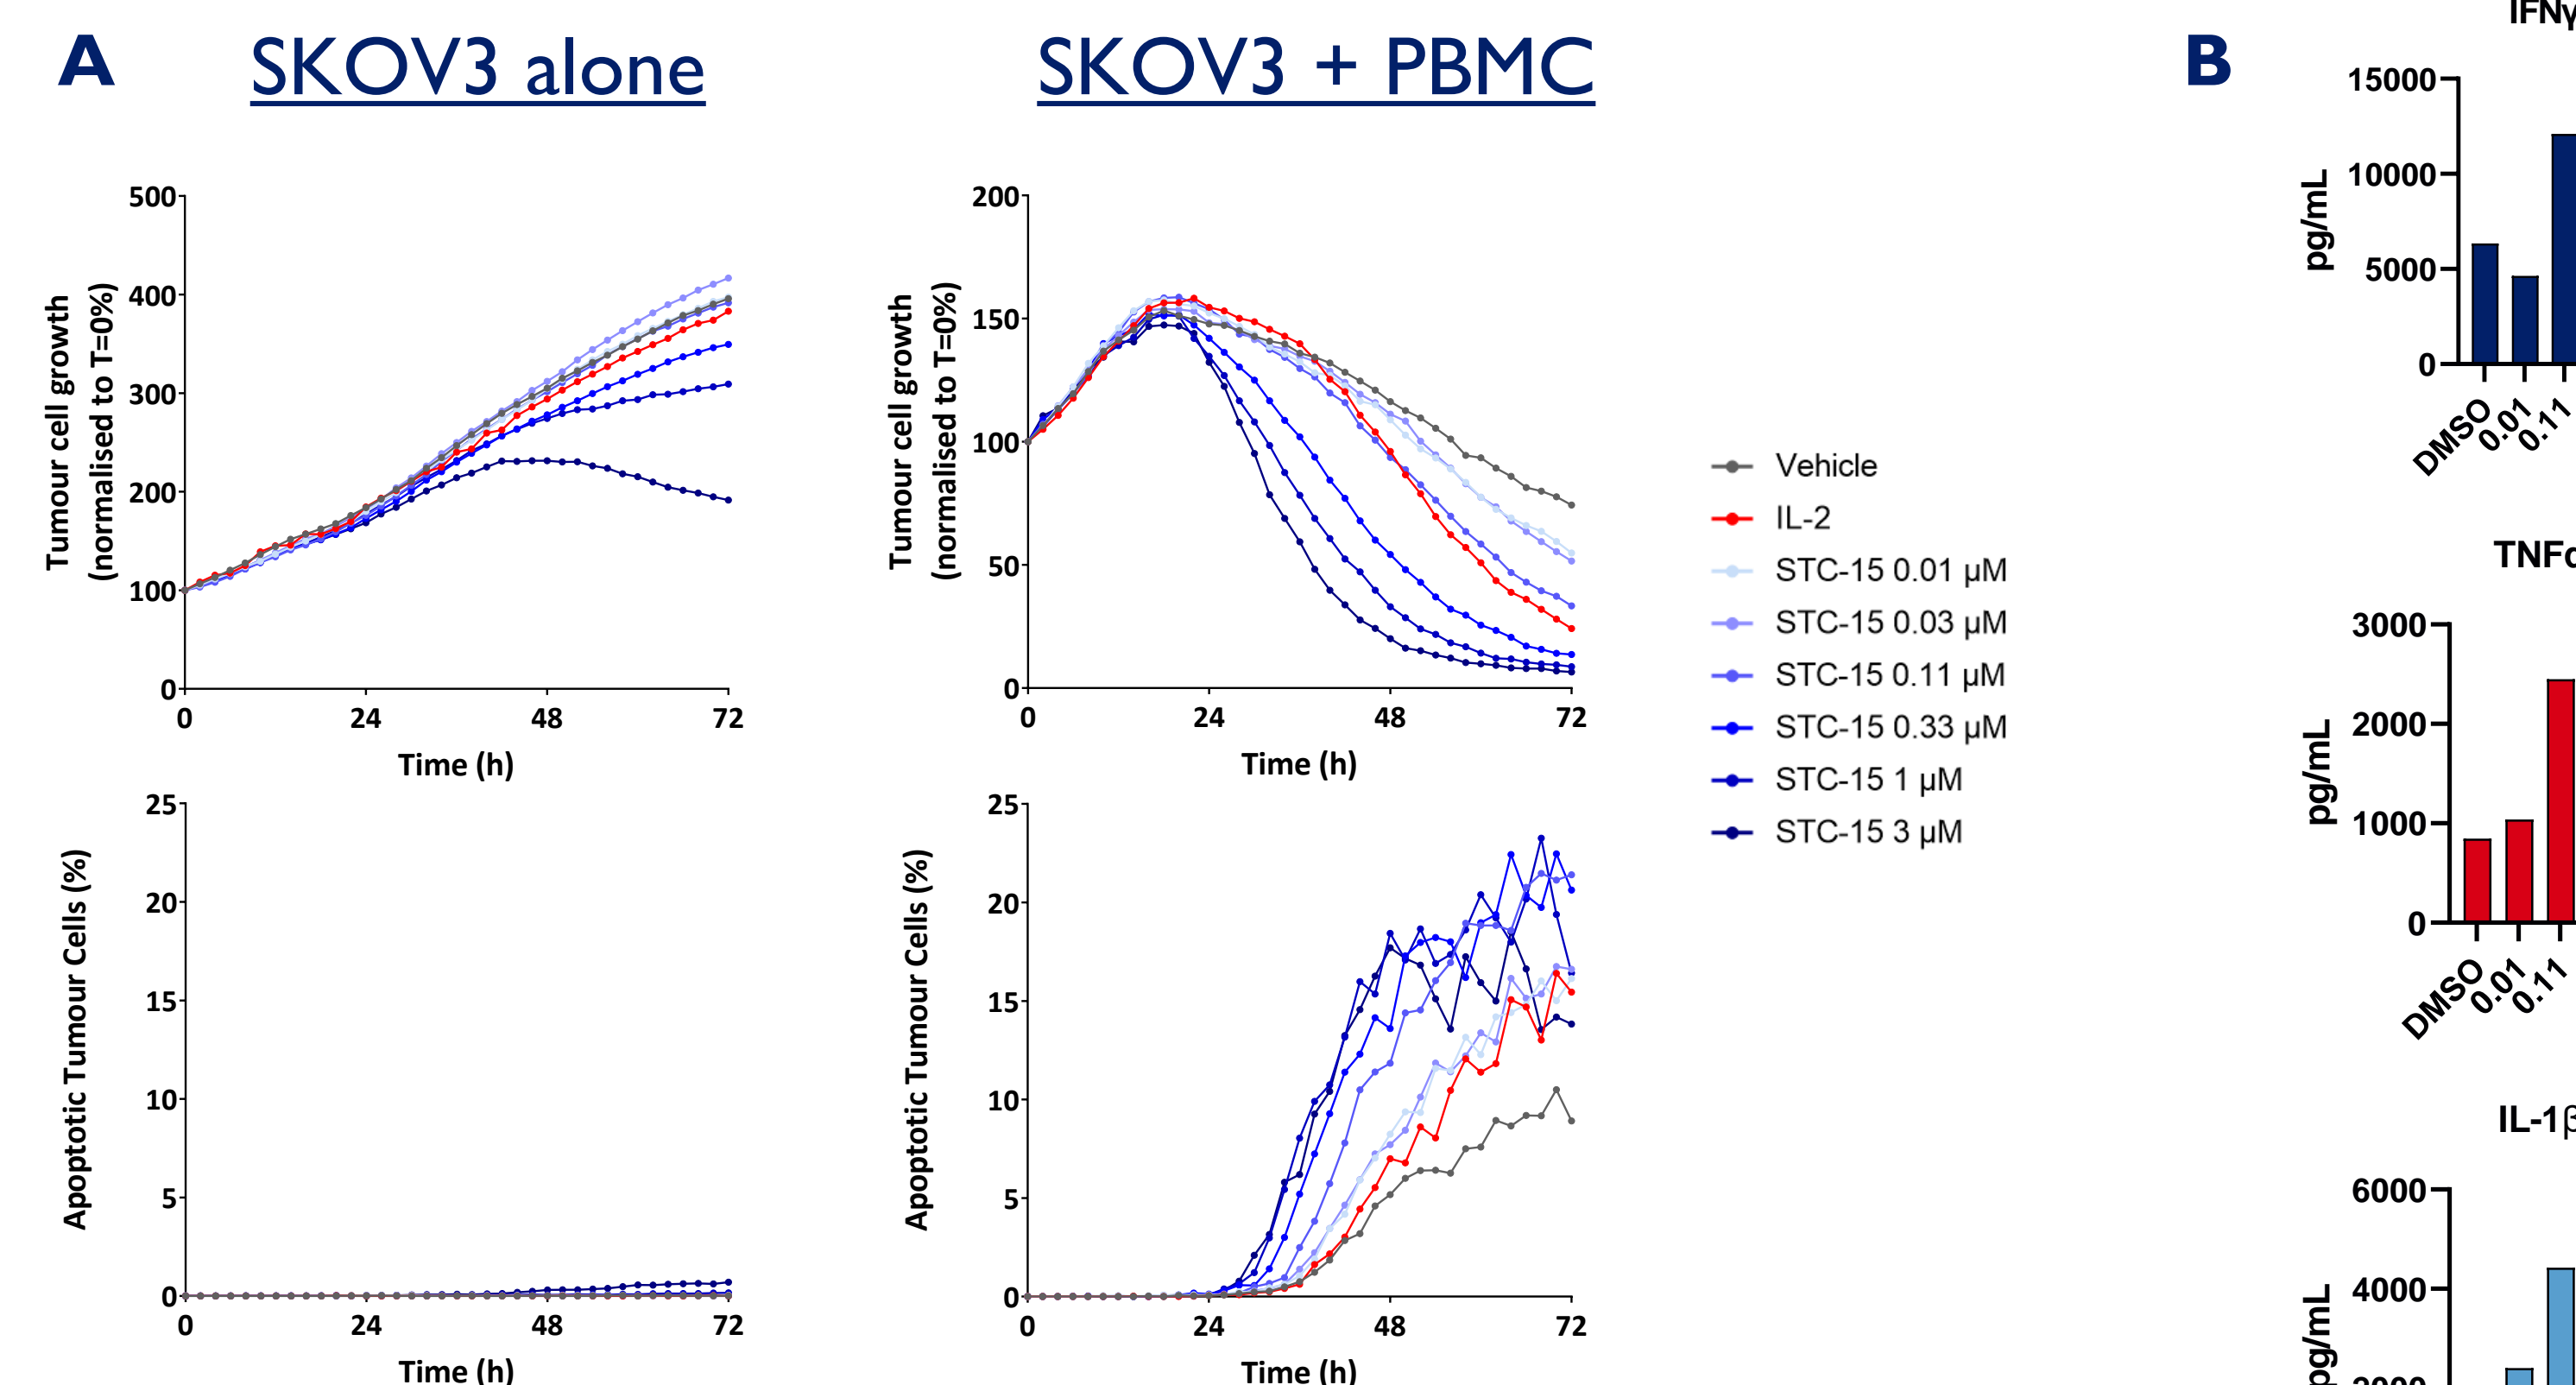 A
SKOV3 alone
SKOV3 + PBMC
Tumour cell growth
(normalised to T=0%)
500
400
300
200
100
0
0 24 48 72
Time (h)
Tumour cell growth
(normalised to T=0%)
200
150
100
50
0
0 24 48 72
Time (h)
Vehicle
IL-2
STC-15 0.01 µM
STC-15 0.03 µM
STC-15 0.11 µM
STC-15 0.33 µM
STC-15 1 µM
STC-15 3 µM
Apoptotic Tumour Cells (%)
25
20
15
10
5
0
0 24 48 72
Time (h)
Apoptotic Tumour Cells (%)
25
20
15
10
5
0
0 24 48 72
Time (h)
B
IFNγ
pg/mL
15000
10000
5000
0
DMSO 0.01 0.11
TNFα
pg/mL
3000
2000
1000
0
DMSO 0.01 0.11
IL-1β
pg/mL
6000
4000